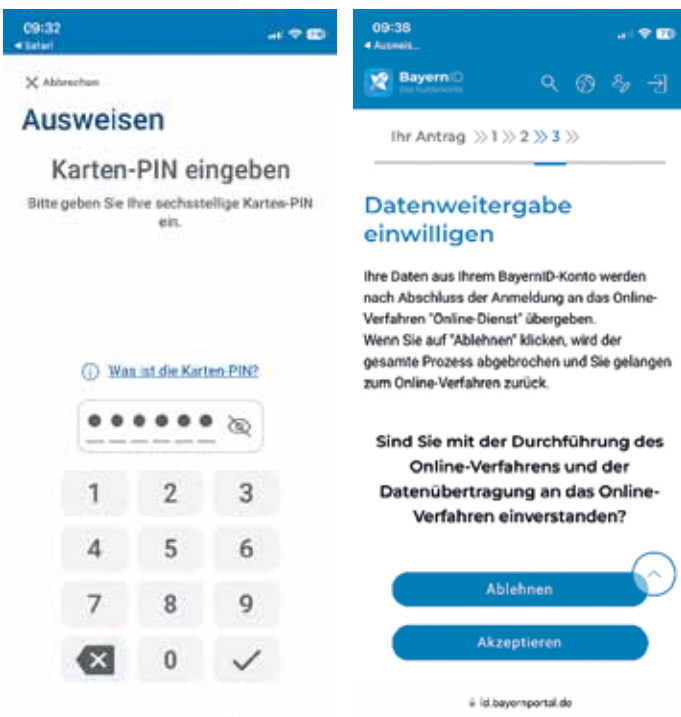 09:32
◀ Safari
Abbrechen
Ausweisen
Karten-PIN eingeben
Bitte geben Sie Ihre sechsstellige Karten-PIN
ein.
Was ist die Karten-PIN?
1 2 3
4 5 6
7 8 9
0
09:38
◀ Ausweis...
BayernID
Das Nutzerkonto
Ihr Antrag » 1 » 2 » 3 »
Datenweitergabe
einwilligen
Ihre Daten aus Ihrem BayernID-Konto werden
nach Abschluss der Anmeldung an das Online-
Verfahren "Online-Dienst" übergeben.
Wenn Sie auf "Ablehnen" klicken, wird der
gesamte Prozess abgebrochen und Sie gelangen
zum Online-Verfahren zurück.
Sind Sie mit der Durchführung des
Online-Verfahrens und der
Datenübertragung an das Online-
Verfahren einverstanden?
Ablehnen
Akzeptieren
id.bayernportal.de